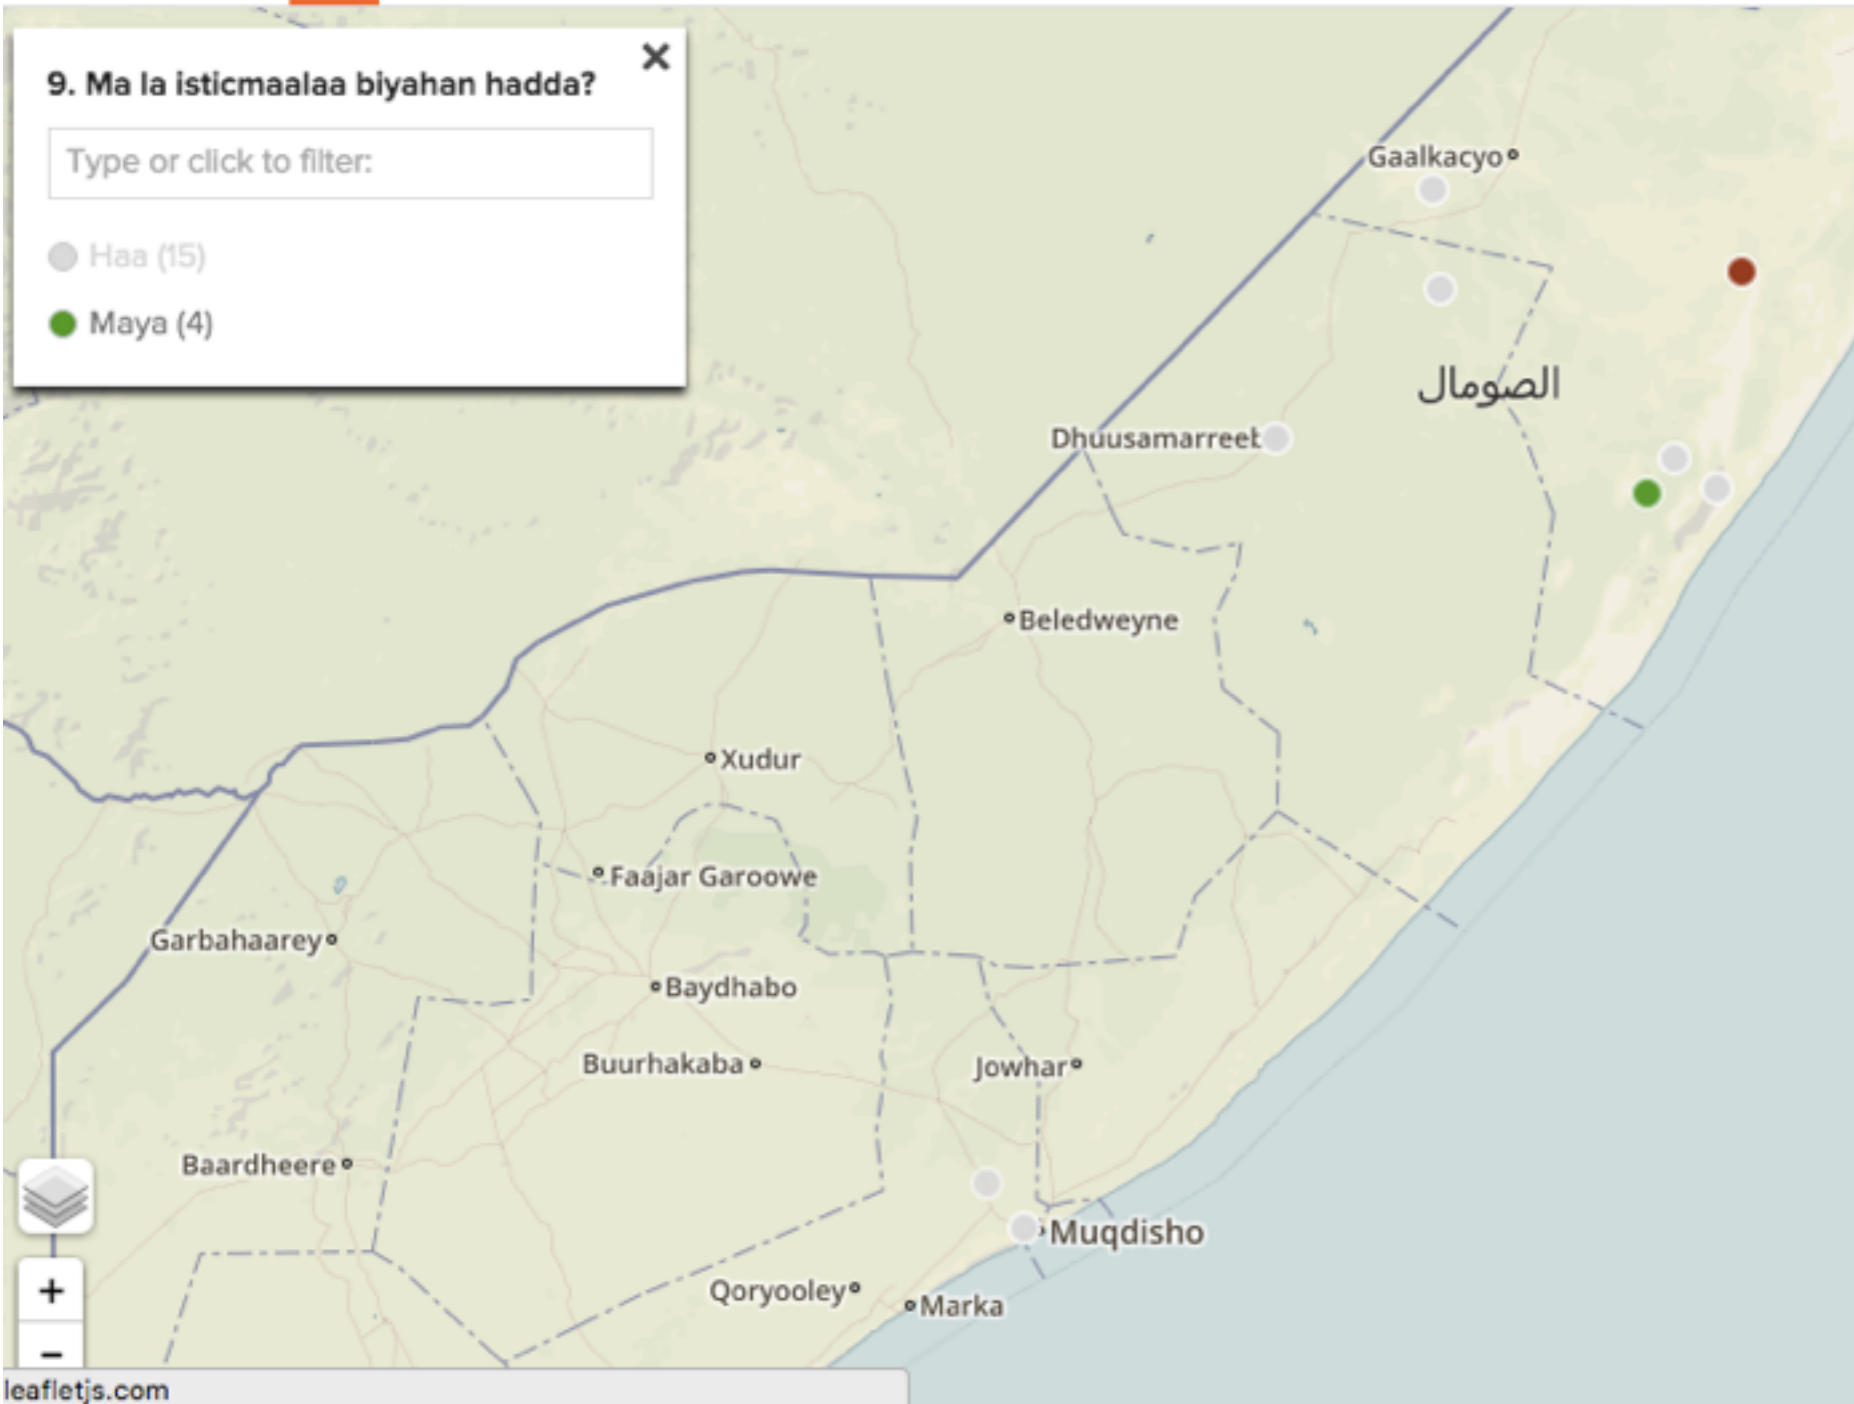 9. Ma la isticmaalaa biyahan hadda?
Type or click to filter:
Haa (15)
Maya (4)
Gaalkacyo
الصومال
Dhuusamarreeb
Beledweyne
Xudur
Faajar Garoowe
Garbahaarey
Baydhabo
Buurhakaba
Jowhar
Baardheere
Muqdisho
Qoryooley
Marka
+
−
leafletjs.com